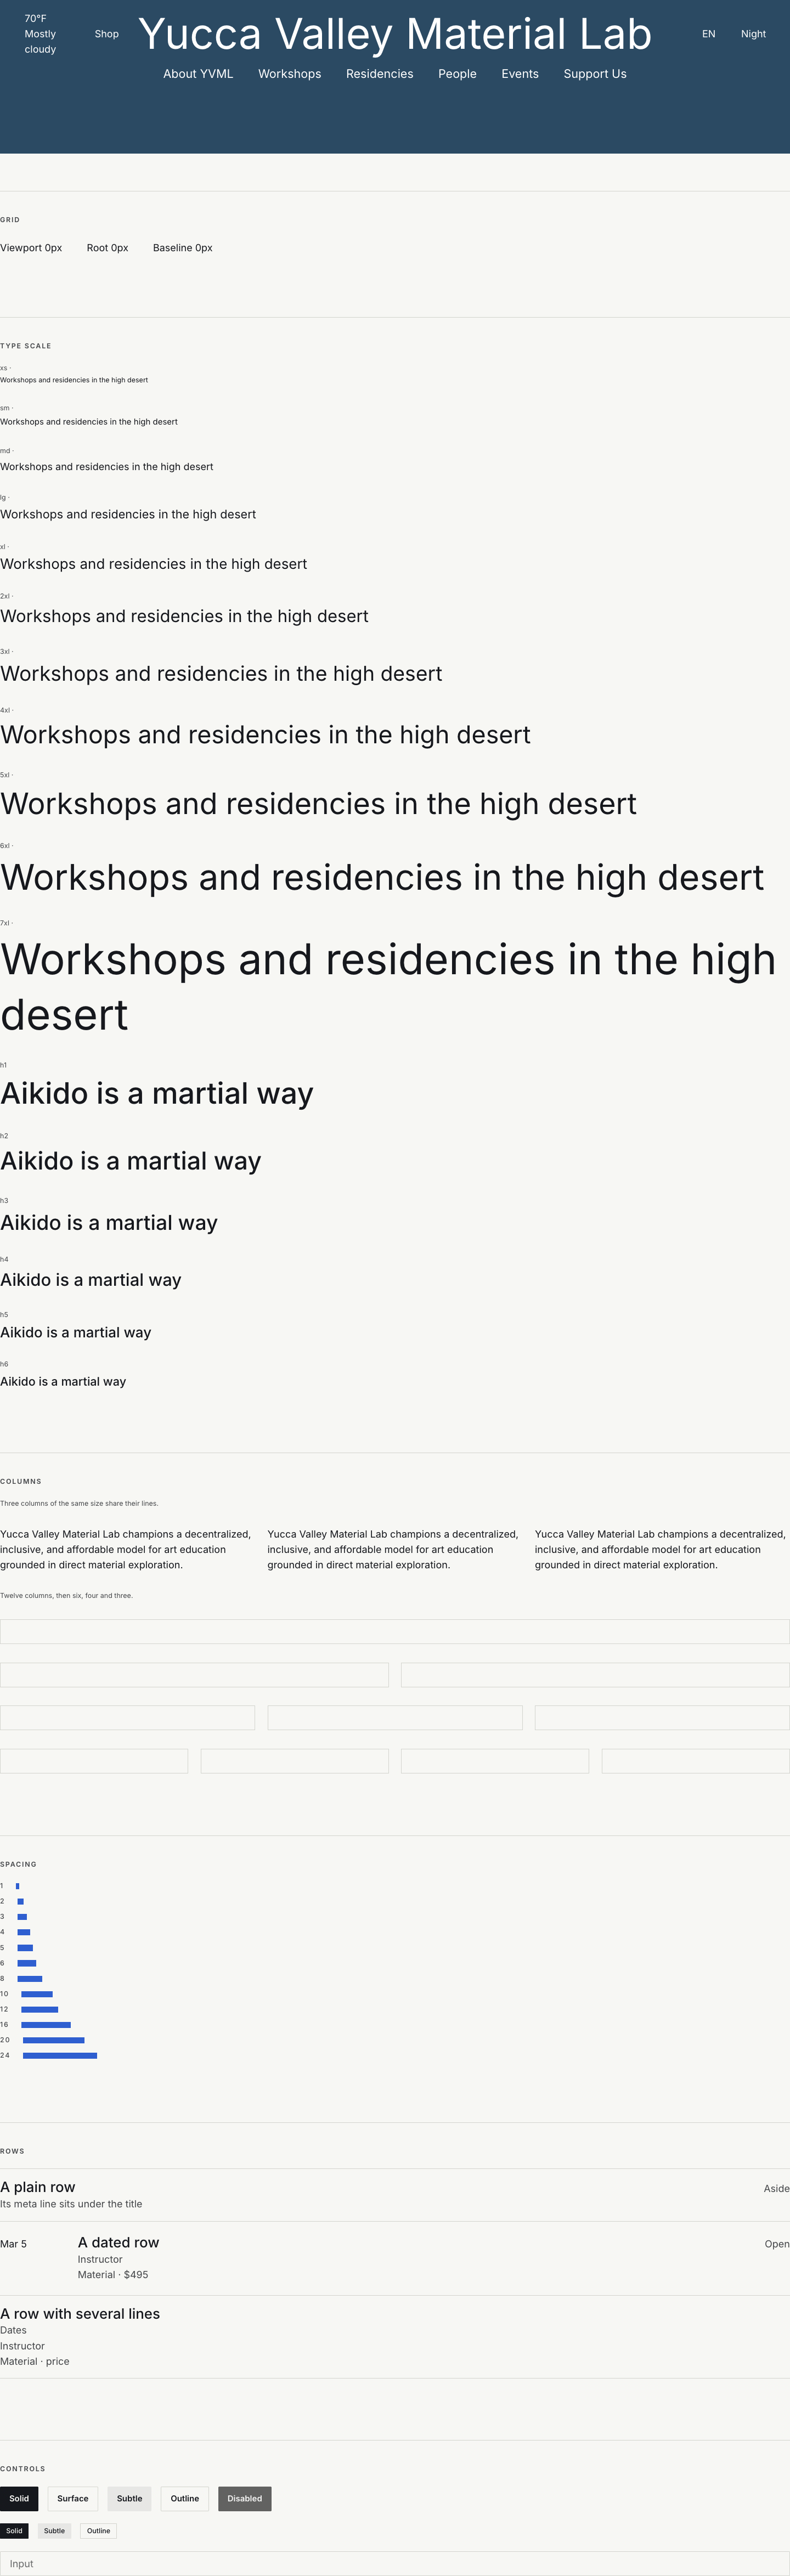 70°F
Mostly
cloudy
Shop
Yucca Valley Material Lab
EN
Night
About YVML Workshops Residencies People Events Support Us
GRID
Viewport 0px Root 0px Baseline 0px
TYPE SCALE
xs ·
Workshops and residencies in the high desert
sm ·
Workshops and residencies in the high desert
md ·
Workshops and residencies in the high desert
lg ·
Workshops and residencies in the high desert
xl ·
Workshops and residencies in the high desert
2xl ·
Workshops and residencies in the high desert
3xl ·
Workshops and residencies in the high desert
4xl ·
Workshops and residencies in the high desert
5xl ·
Workshops and residencies in the high desert
6xl ·
Workshops and residencies in the high desert
7xl ·
Workshops and residencies in the high
desert
h1
Aikido is a martial way
h2
Aikido is a martial way
h3
Aikido is a martial way
h4
Aikido is a martial way
h5
Aikido is a martial way
h6
Aikido is a martial way
COLUMNS
Three columns of the same size share their lines.
Yucca Valley Material Lab champions a decentralized,
inclusive, and affordable model for art education
grounded in direct material exploration.
Yucca Valley Material Lab champions a decentralized,
inclusive, and affordable model for art education
grounded in direct material exploration.
Yucca Valley Material Lab champions a decentralized,
inclusive, and affordable model for art education
grounded in direct material exploration.
Twelve columns, then six, four and three.
SPACING
1
2
3
4
5
6
8
10
12
16
20
24
ROWS
A plain row
Its meta line sits under the title
Aside
Mar 5
A dated row
Instructor
Material · $495
Open
A row with several lines
Dates
Instructor
Material · price
CONTROLS
Solid Surface Subtle Outline Disabled
Solid Subtle Outline
Input